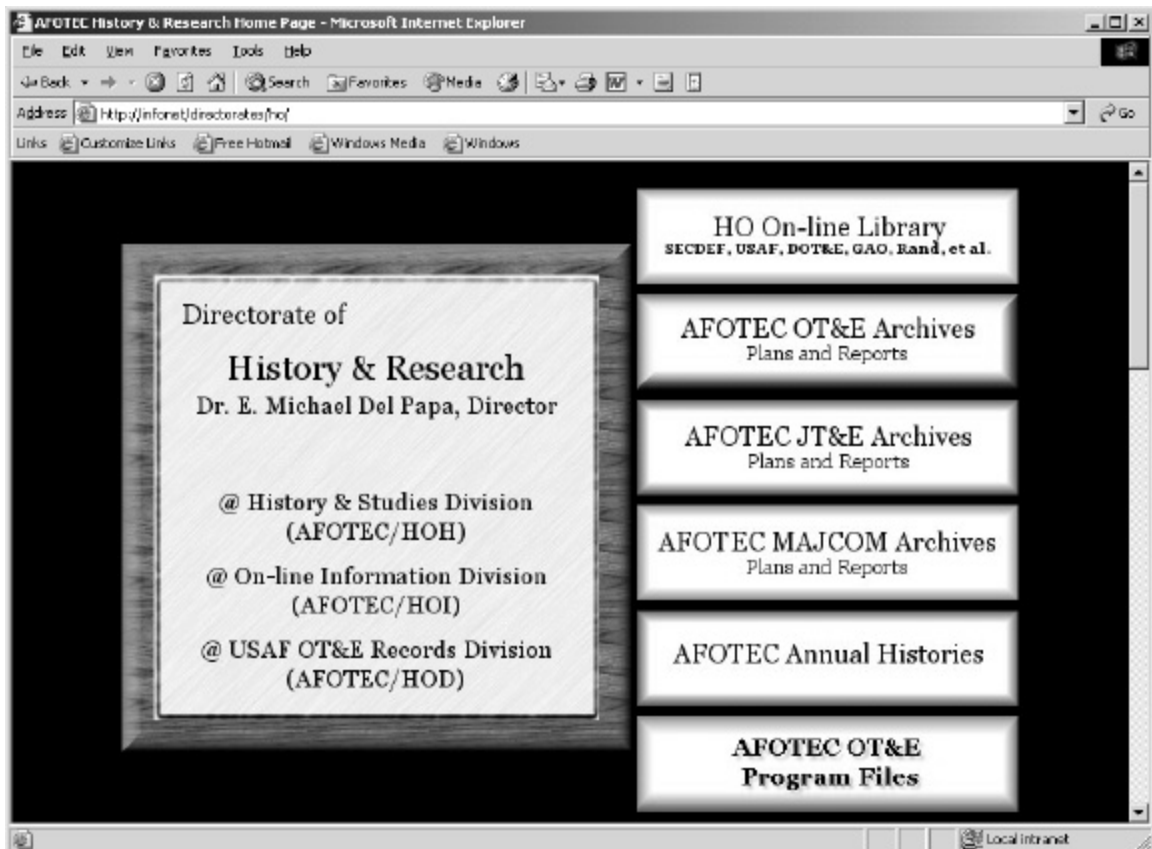 AFOTEC History & Research Home Page - Microsoft Internet Explorer
File Edit View Favorites Tools Help
Back Search Favorites Media
Address http://infonet/directorates/ho/ Go
Links Customize Links Free Hotmail Windows Media Windows
Directorate of
History & Research
Dr. E. Michael Del Papa, Director
@ History & Studies Division
(AFOTEC/HOH)
@ On-line Information Division
(AFOTEC/HOI)
@ USAF OT&E Records Division
(AFOTEC/HOD)
HO On-line Library
SECDEF, USAF, DOT&E, GAO, Rand, et al.
AFOTEC OT&E Archives
Plans and Reports
AFOTEC JT&E Archives
Plans and Reports
AFOTEC MAJCOM Archives
Plans and Reports
AFOTEC Annual Histories
AFOTEC OT&E
Program Files
Local intranet